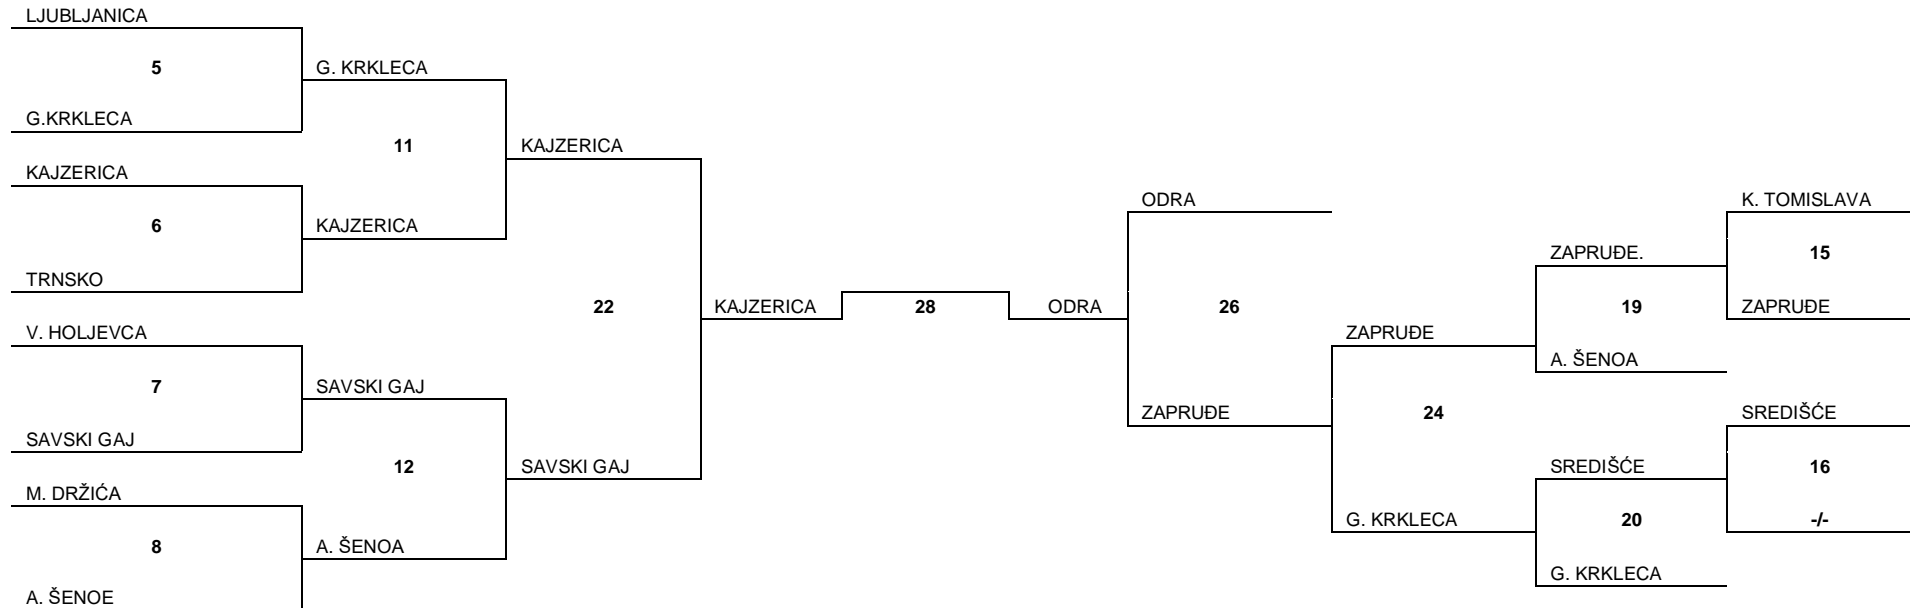 LJUBLJANICA
5
G. KRKLECA
G.KRKLECA
11
KAJZERICA
KAJZERICA
6
KAJZERICA
TRNSKO
22
KAJZERICA
V. HOLJEVCA
7
SAVSKI GAJ
SAVSKI GAJ
12
SAVSKI GAJ
M. DRŽIĆA
8
A. ŠENOA
A. ŠENOE
28
ODRA
ODRA
26
ZAPRUĐE
ZAPRUĐE
24
G. KRKLECA
ZAPRUĐE.
19
A. ŠENOA
SREDIŠĆE
20
G. KRKLECA
K. TOMISLAVA
15
ZAPRUĐE
SREDIŠĆE
16
-/-